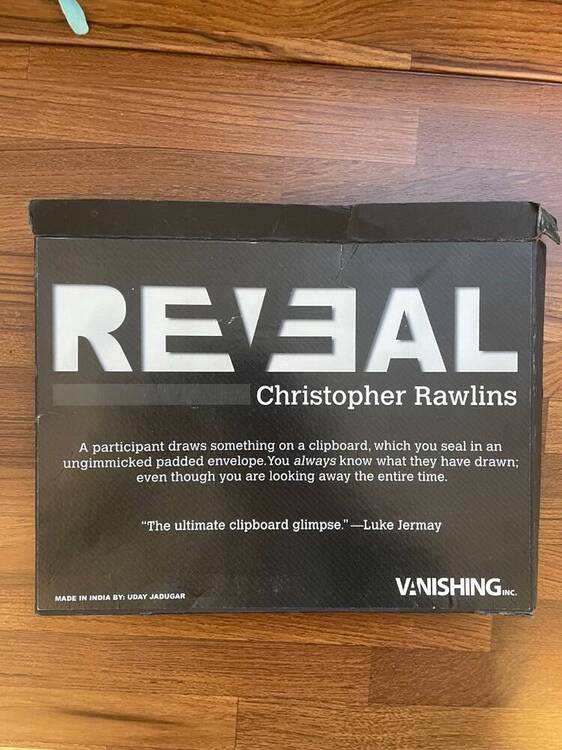 REVEAL
Christopher Rawlins
A participant draws something on a clipboard, which you seal in an
ungimmicked padded envelope. You always know what they have drawn;
even though you are looking away the entire time.
“The ultimate clipboard glimpse.” —Luke Jermay
MADE IN INDIA BY: UDAY JADUGAR
VANISHING INC.